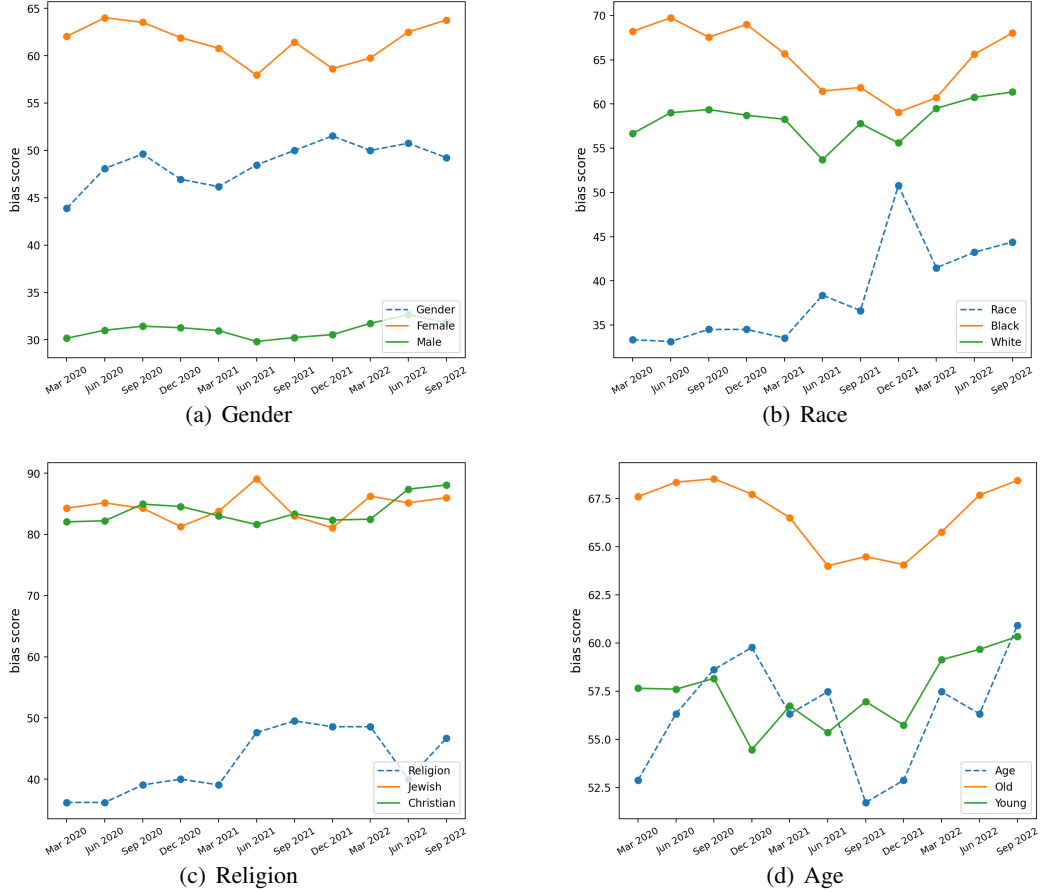 65
60
55
50
45
40
35
30
bias score
Gender
Female
Male
Mar 2020
Jun 2020
Sep 2020
Dec 2020
Mar 2021
Jun 2021
Sep 2021
Dec 2021
Mar 2022
Jun 2022
Sep 2022
(a) Gender
70
65
60
55
50
45
40
35
bias score
Race
Black
White
Mar 2020
Jun 2020
Sep 2020
Dec 2020
Mar 2021
Jun 2021
Sep 2021
Dec 2021
Mar 2022
Jun 2022
Sep 2022
(b) Race
90
80
70
60
50
40
bias score
Religion
Jewish
Christian
Mar 2020
Jun 2020
Sep 2020
Dec 2020
Mar 2021
Jun 2021
Sep 2021
Dec 2021
Mar 2022
Jun 2022
Sep 2022
(c) Religion
67.5
65.0
62.5
60.0
57.5
55.0
52.5
bias score
Age
Old
Young
Mar 2020
Jun 2020
Sep 2020
Dec 2020
Mar 2021
Jun 2021
Sep 2021
Dec 2021
Mar 2022
Jun 2022
Sep 2022
(d) Age